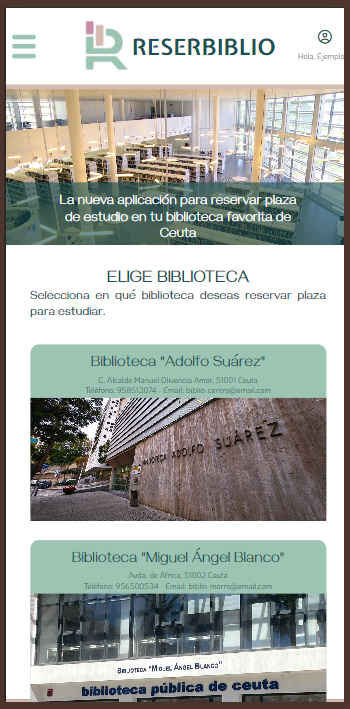 RESERBIBLIO
Hola, Ejemplo
La nueva aplicación para reservar plaza
de estudio en tu biblioteca favorita de
Ceuta
ELIGE BIBLIOTECA
Selecciona en qué biblioteca deseas reservar plaza
para estudiar.
Biblioteca "Adolfo Suárez"
C. Alcalde Manuel Olivencia Amor, 51001 Ceuta
Teléfono: 958513074 - Email: biblio-centro@email.com
BIBLIOTECA ADOLFO SUÁREZ
Biblioteca "Miguel Ángel Blanco"
Avda. de África, 51002 Ceuta
Teléfono: 956500534 - Email: biblio-morro@email.com
BIBLIOTECA "MIGUEL ÁNGEL BLANCO"
biblioteca pública de ceuta